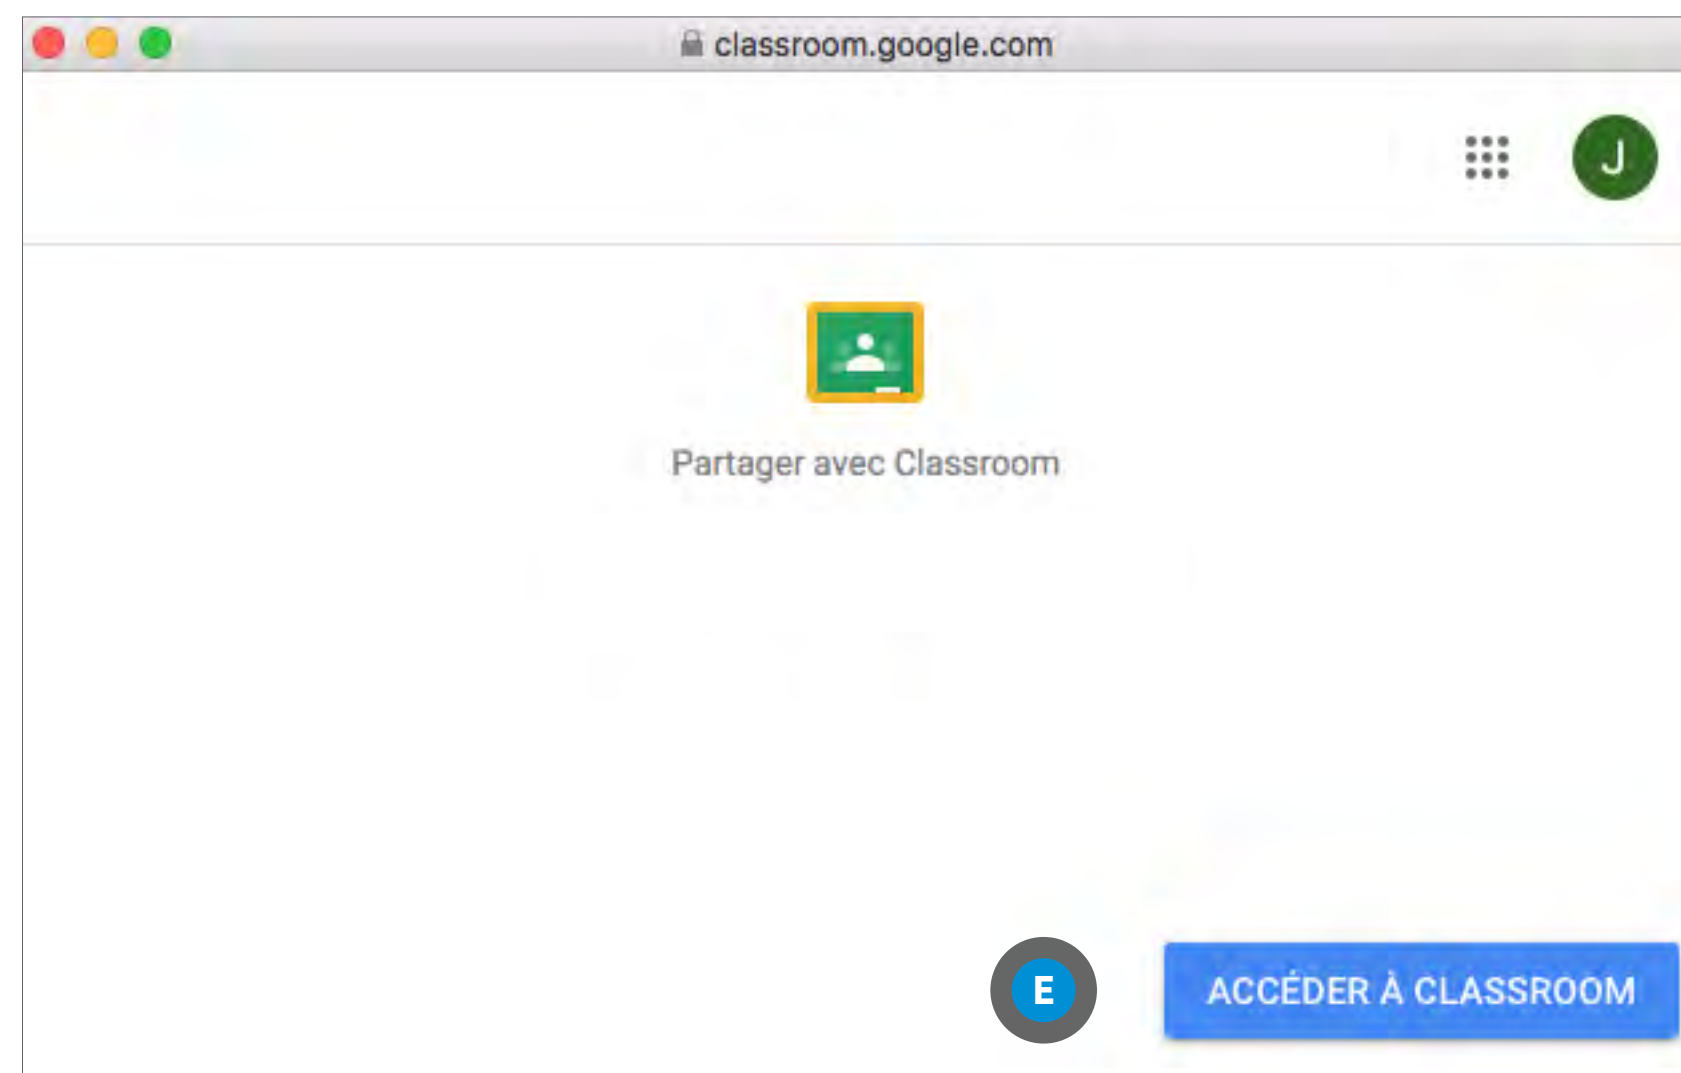 classroom.google.com
J
Partager avec Classroom
E
ACCÉDER À CLASSROOM